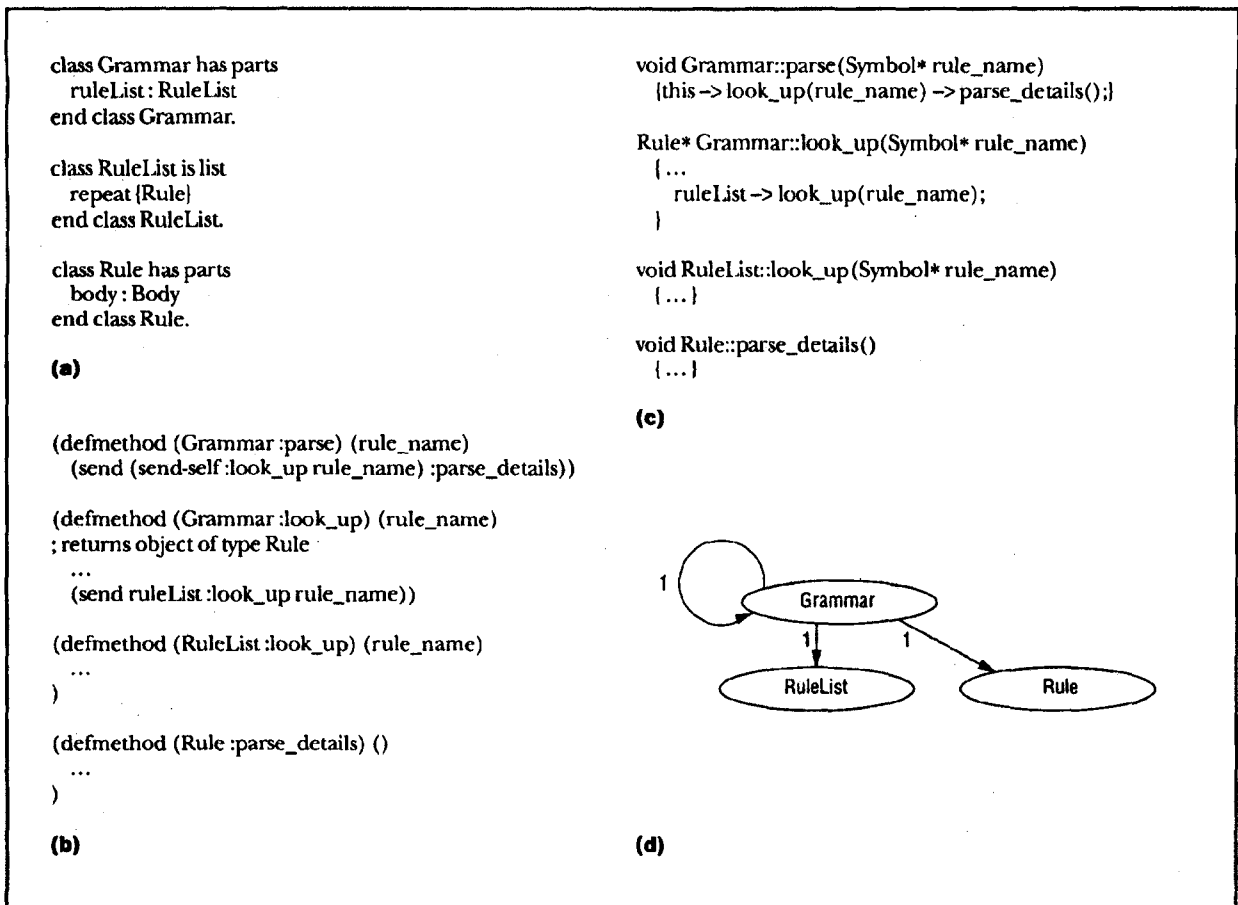 class Grammar has parts
ruleList : RuleList
end class Grammar.
class RuleList is list
repeat {Rule}
end class RuleList.
class Rule has parts
body : Body
end class Rule.
(a)
(defmethod (Grammar :parse) (rule_name)
(send (send-self :look_up rule_name) :parse_details))
(defmethod (Grammar :look_up) (rule_name)
; returns object of type Rule
...
(send ruleList :look_up rule_name))
(defmethod (RuleList :look_up) (rule_name)
...
)
(defmethod (Rule :parse_details) ()
...
)
(b)
void Grammar::parse(Symbol* rule_name)
{this -> look_up(rule_name) -> parse_details();}
Rule* Grammar::look_up(Symbol* rule_name)
{ ...
ruleList -> look_up(rule_name);
}
void RuleList::look_up(Symbol* rule_name)
{ ... }
void Rule::parse_details()
{ ... }
(c)
1
Grammar
1
1
RuleList
Rule
(d)